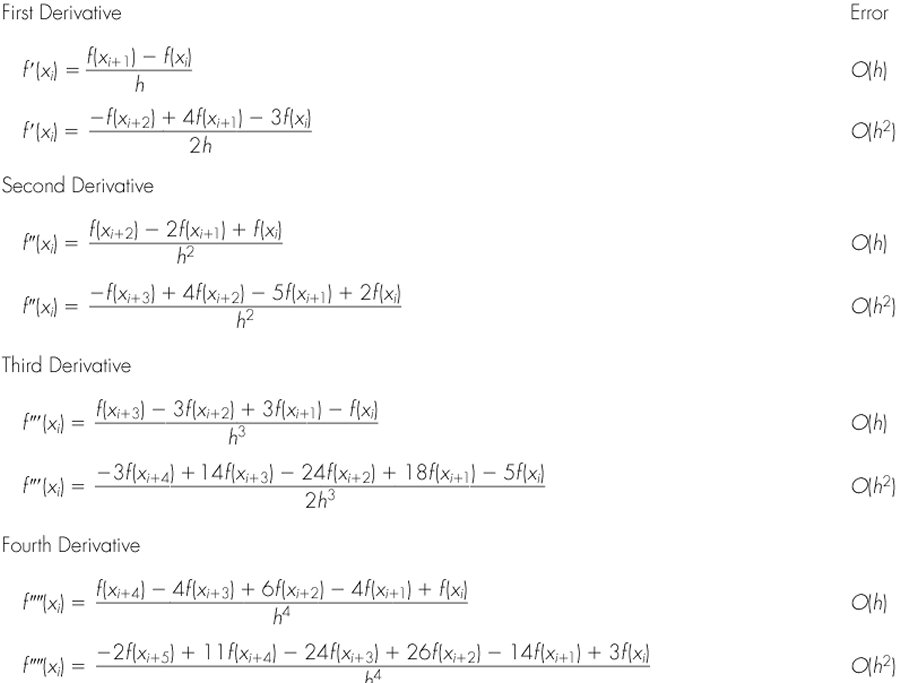 First Derivative Error
f′(xᵢ) = (f(xᵢ₊₁) − f(xᵢ)) / h O(h)
f′(xᵢ) = (−f(xᵢ₊₂) + 4f(xᵢ₊₁) − 3f(xᵢ)) / 2h O(h²)
Second Derivative
f″(xᵢ) = (f(xᵢ₊₂) − 2f(xᵢ₊₁) + f(xᵢ)) / h² O(h)
f″(xᵢ) = (−f(xᵢ₊₃) + 4f(xᵢ₊₂) − 5f(xᵢ₊₁) + 2f(xᵢ)) / h² O(h²)
Third Derivative
f‴(xᵢ) = (f(xᵢ₊₃) − 3f(xᵢ₊₂) + 3f(xᵢ₊₁) − f(xᵢ)) / h³ O(h)
f‴(xᵢ) = (−3f(xᵢ₊₄) + 14f(xᵢ₊₃) − 24f(xᵢ₊₂) + 18f(xᵢ₊₁) − 5f(xᵢ)) / 2h³ O(h²)
Fourth Derivative
f⁗(xᵢ) = (f(xᵢ₊₄) − 4f(xᵢ₊₃) + 6f(xᵢ₊₂) − 4f(xᵢ₊₁) + f(xᵢ)) / h⁴ O(h)
f⁗(xᵢ) = (−2f(xᵢ₊₅) + 11f(xᵢ₊₄) − 24f(xᵢ₊₃) + 26f(xᵢ₊₂) − 14f(xᵢ₊₁) + 3f(xᵢ)) / h⁴ O(h²)